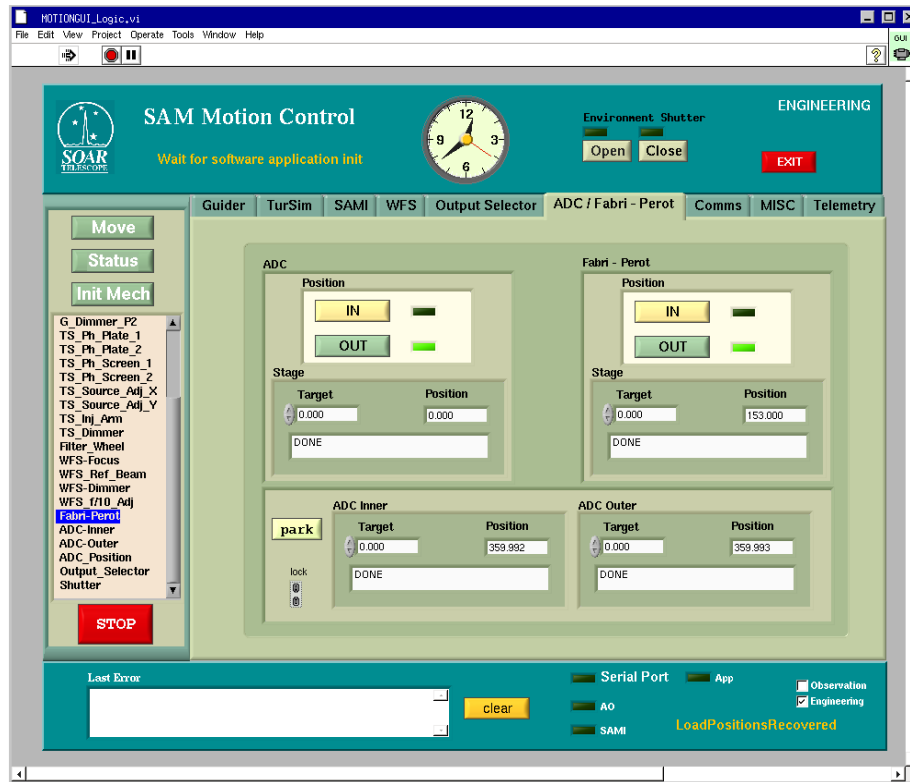 MOTIONGUI_Logic.vi
File Edit View Project Operate Tools Window Help
?
GUI
SOAR
TELESCOPE
SAM Motion Control
Wait for software application init
12
3
6
9
Environment Shutter
Open Close
ENGINEERING
EXIT
Guider TurSim SAMI WFS Output Selector ADC / Fabri - Perot Comms MISC Telemetry
Move
Status
Init Mech
G_Dimmer_P2
TS_Ph_Plate_1
TS_Ph_Plate_2
TS_Ph_Screen_1
TS_Ph_Screen_2
TS_Source_Adj_X
TS_Source_Adj_Y
TS_Inj_Arm
TS_Dimmer
Filter_Wheel
WFS-Focus
WFS_Ref_Beam
WFS-Dimmer
WFS_f/10_Adj
Fabri-Perot
ADC-Inner
ADC-Outer
ADC_Position
Output_Selector
Shutter
STOP
ADC
Position
IN
OUT
Stage
Target Position
0.000 0.000
DONE
Fabri - Perot
Position
IN
OUT
Stage
Target Position
0.000 153.000
DONE
park
lock
ADC Inner
Target Position
0.000 359.992
DONE
ADC Outer
Target Position
0.000 359.993
DONE
Last Error
clear
Serial Port App
AO
SAMI
Observation
Engineering
LoadPositionsRecovered